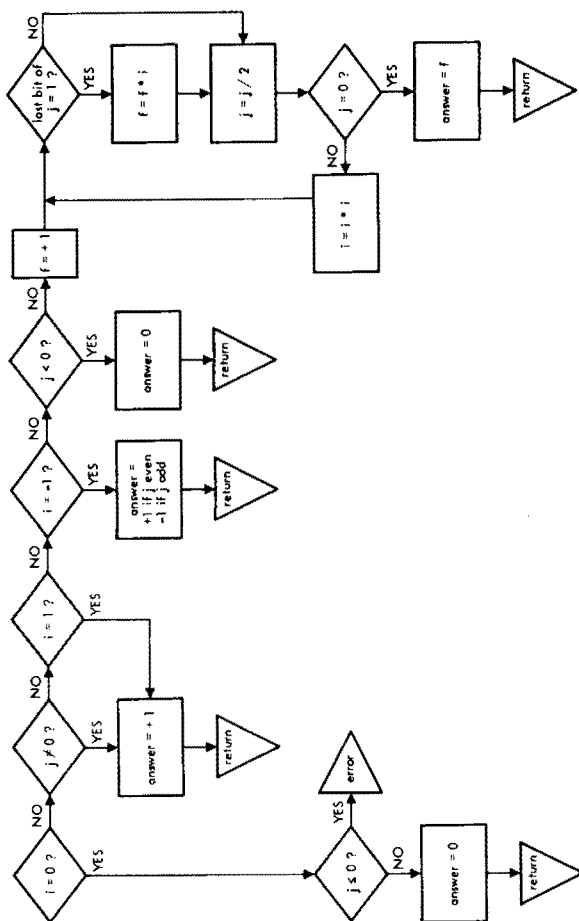 i = 0 ?
NO
YES
j ≤ 0 ?
YES
error
NO
answer = 0
return
j ≠ 0 ?
NO
YES
answer = + 1
return
i = 1 ?
NO
YES
i = -1 ?
NO
YES
answer =
+1 if j even
-1 if j odd
return
j < 0 ?
NO
YES
answer = 0
return
f = + 1
last bit of
j = 1 ?
NO
YES
f = f * i
j = j / 2
j = 0 ?
YES
NO
i = i * i
answer = f
return